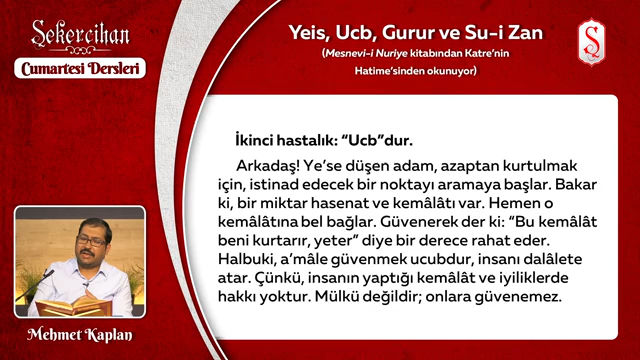 Şekercihan
Cumartesi Dersleri
Yeis, Ucb, Gurur ve Su-i Zan
(Mesnevi-i Nuriye kitabından Katre’nin
Hatime’sinden okunuyor)
Ş
İkinci hastalık: “Ucb”dur.
Arkadaş! Ye’se düşen adam, azaptan kurtulmak
için, istinad edecek bir noktayı aramaya başlar. Bakar
ki, bir miktar hasenat ve kemâlâtı var. Hemen o
kemâlâtına bel bağlar. Güvenerek der ki: “Bu kemâlât
beni kurtarır, yeter” diye bir derece rahat eder.
Halbuki, a’mâle güvenmek ucubdur, insanı dalâlete
atar. Çünkü, insanın yaptığı kemâlât ve iyiliklerde
hakkı yoktur. Mülkü değildir; onlara güvenemez.
Mehmet Kaplan